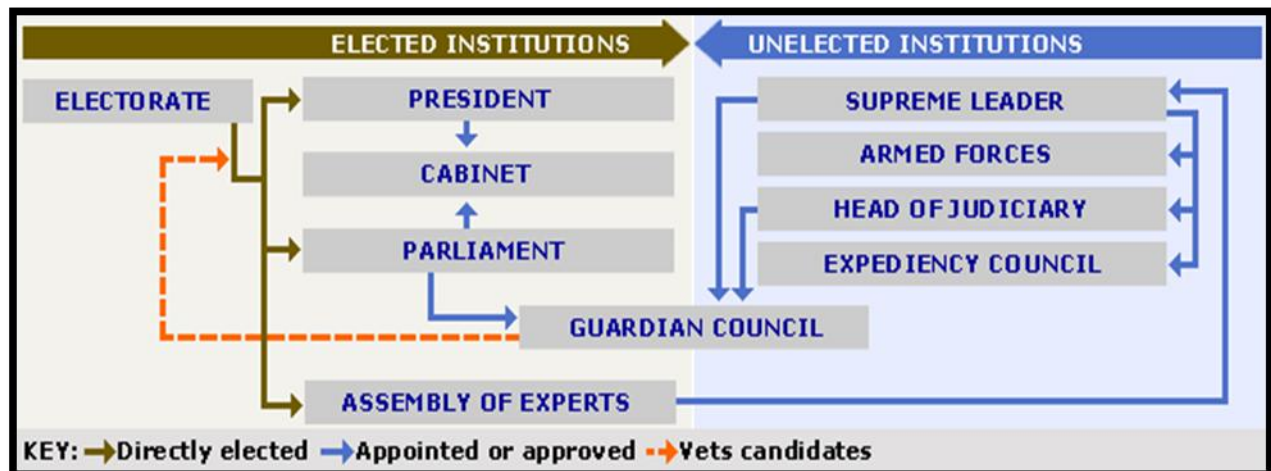 ELECTED INSTITUTIONS
UNELECTED INSTITUTIONS
ELECTORATE
PRESIDENT
CABINET
PARLIAMENT
SUPREME LEADER
ARMED FORCES
HEAD OF JUDICIARY
EXPEDIENCY COUNCIL
GUARDIAN COUNCIL
ASSEMBLY OF EXPERTS
KEY: Directly elected Appointed or approved Vets candidates